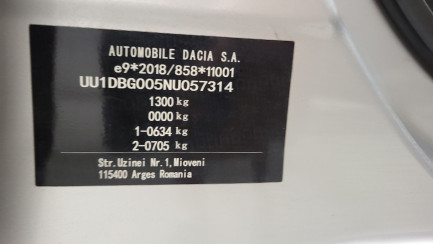 AUTOMOBILE DACIA S.A.
e9*2018/858*11001
UU1DBG005NU057314
1300 kg
0000 kg
1-0634 kg
2-0705 kg
Str.Uzinei Nr.1,Mioveni
115400 Arges Romania